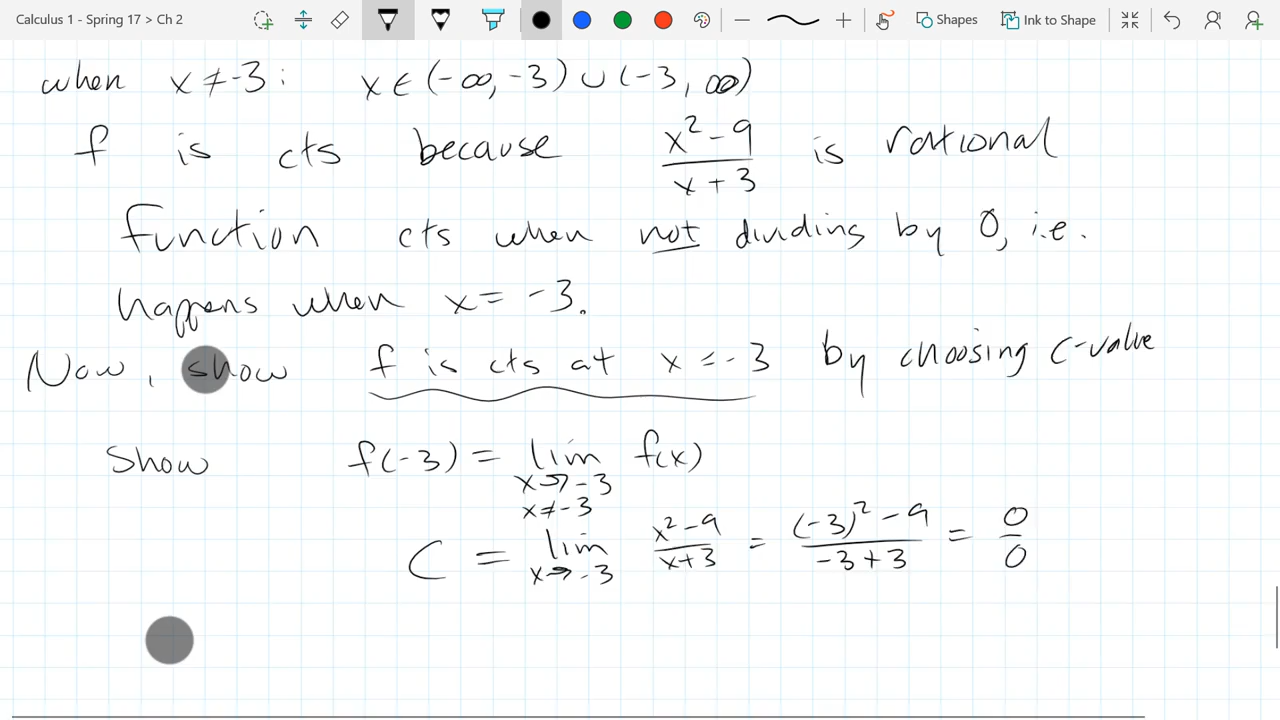 Calculus 1 - Spring 17 > Ch 2 Shapes Ink to Shape
when x ≠ -3 : x ∈ (-∞, -3) ∪ (-3, ∞)
f is cts because (x² - 9)/(x + 3) is rational
function cts when not dividing by 0, i.e.
happens when x = -3.
Now, show f is cts at x = -3 by choosing c-value
Show f(-3) = lim f(x)
x → -3
x ≠ -3
C = lim x → -3 (x² - 9)/(x + 3) = ((-3)² - 9)/(-3 + 3) = 0/0